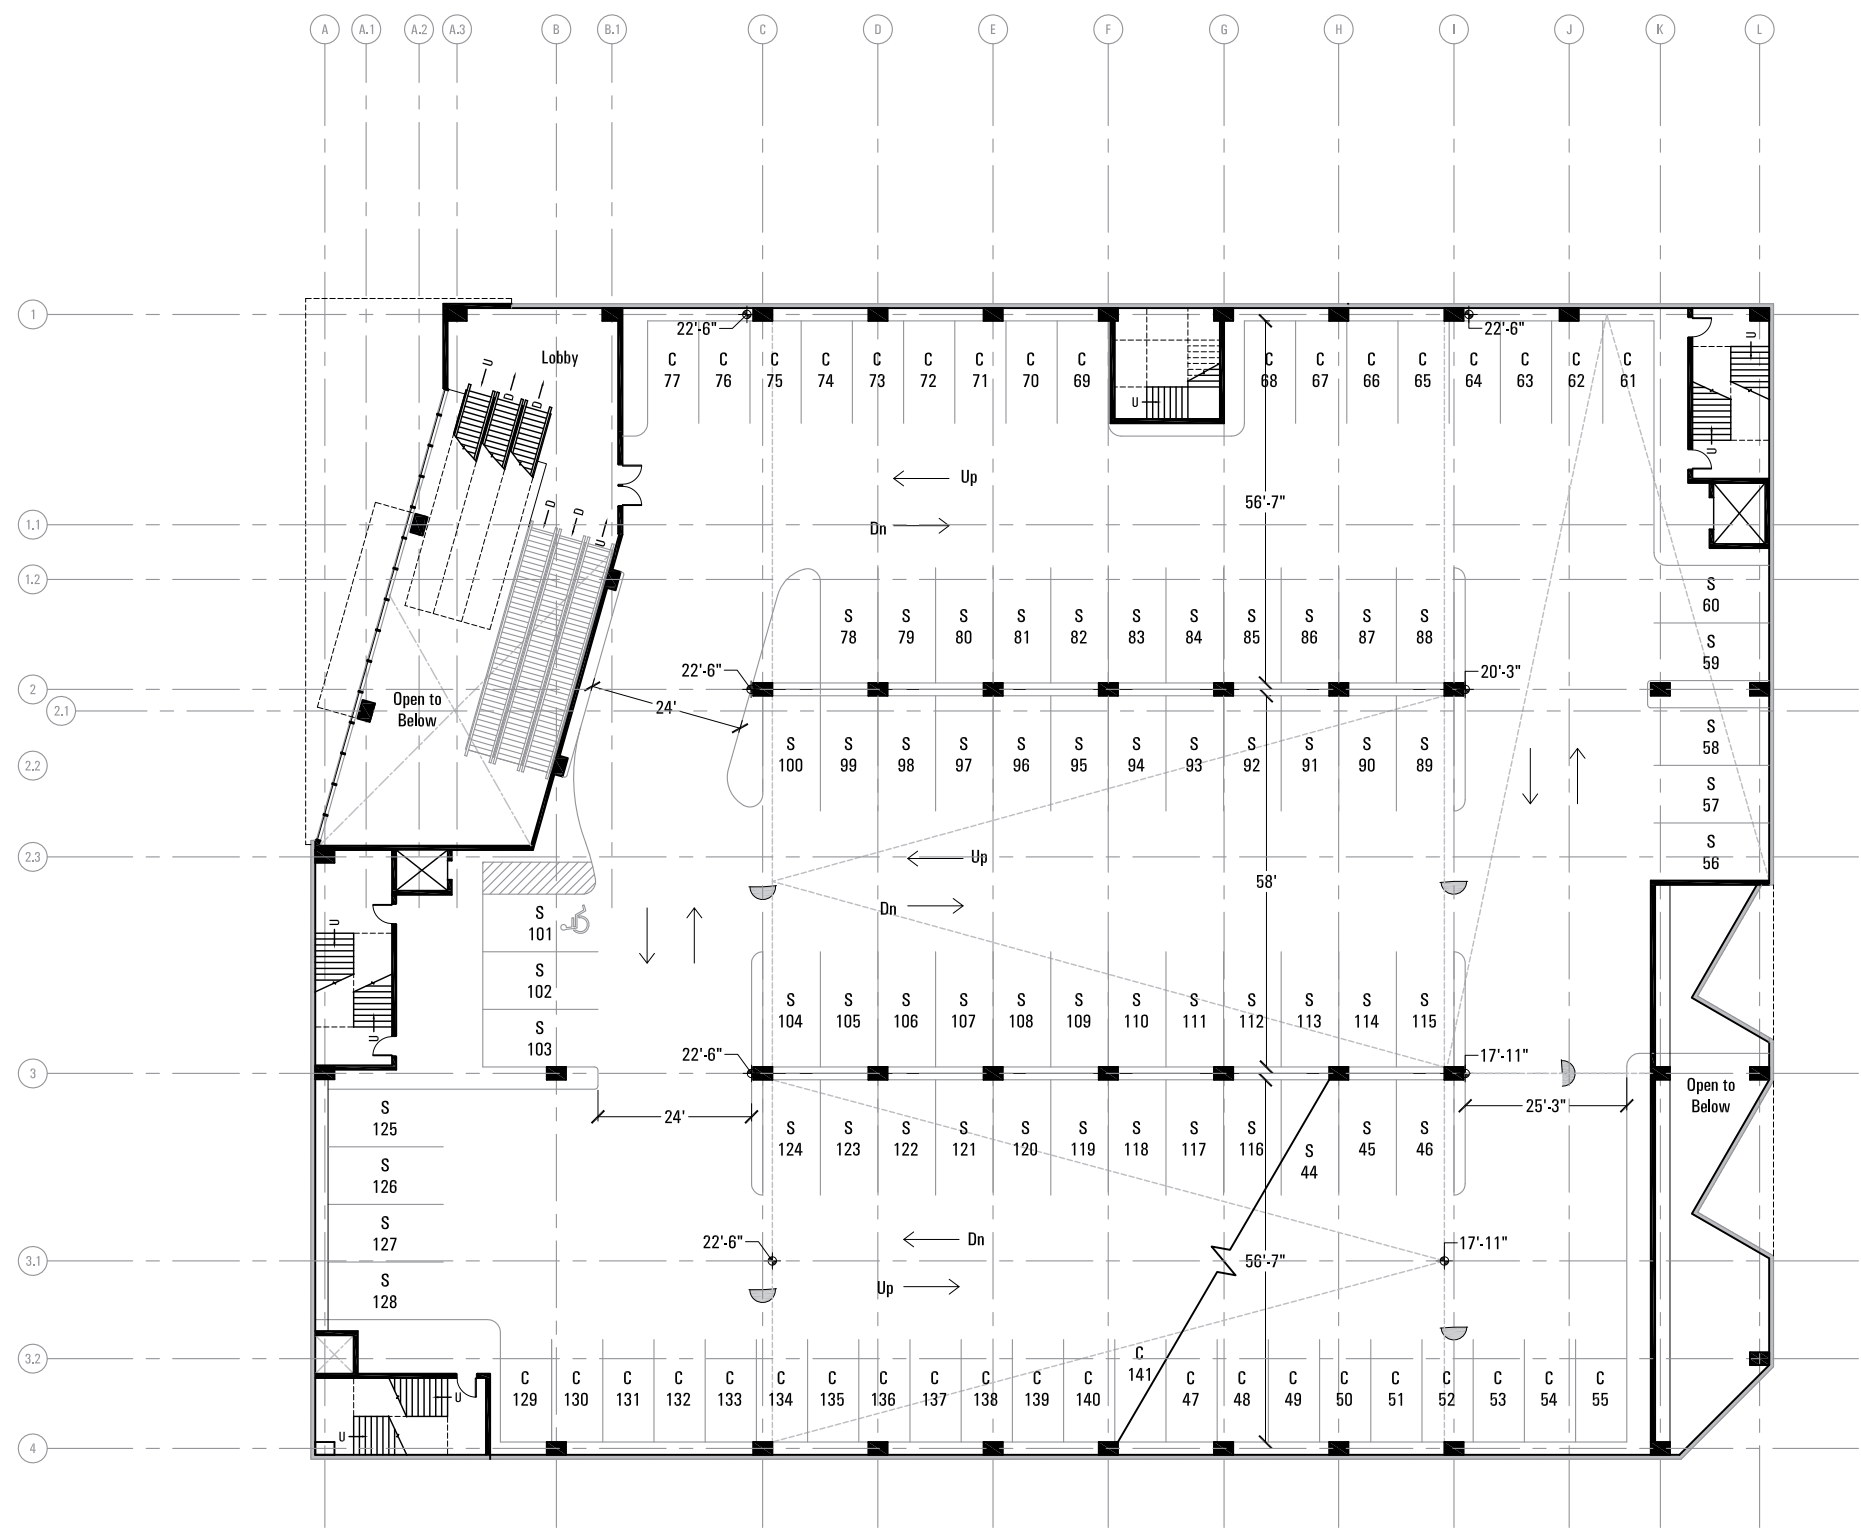 A A.1 A.2 A.3 B B.1 C D E F G H I J K L
1
22'-6" 22'-6"
U Lobby
C C C C C C C C C C C C C C C C C
77 76 75 74 73 72 71 70 69 68 67 66 65 64 63 62 61
U D D
U
U
U
Up
56'-7"
D D U
1.1
Dn
1.2
S
60
S S S S S S S S S S S
78 79 80 81 82 83 84 85 86 87 88
S
59
22'-6" 20'-3"
2
2.1
Open to
Below
24'
S
58
S S S S S S S S S S S S
100 99 98 97 96 95 94 93 92 91 90 89
2.2
S
57
S
56
2.3
Up
58'
Dn
S
101
U
S
102
S S S S S S S S S S S S
104 105 106 107 108 109 110 111 112 113 114 115
U
S
103
22'-6" 17'-11"
3
Open to
Below
S
125
24'
25'-3"
S S S S S S S S S S S S
124 123 122 121 120 119 118 117 116 44 45 46
S
126
S
127
22'-6" Dn 17'-11"
3.1
56'-7"
Up
S
128
3.2
C C C C C C C C C C C C C C C C C C C C C C
129 130 131 132 133 134 135 136 137 138 139 140 141 47 48 49 50 51 52 53 54 55
U
U
4